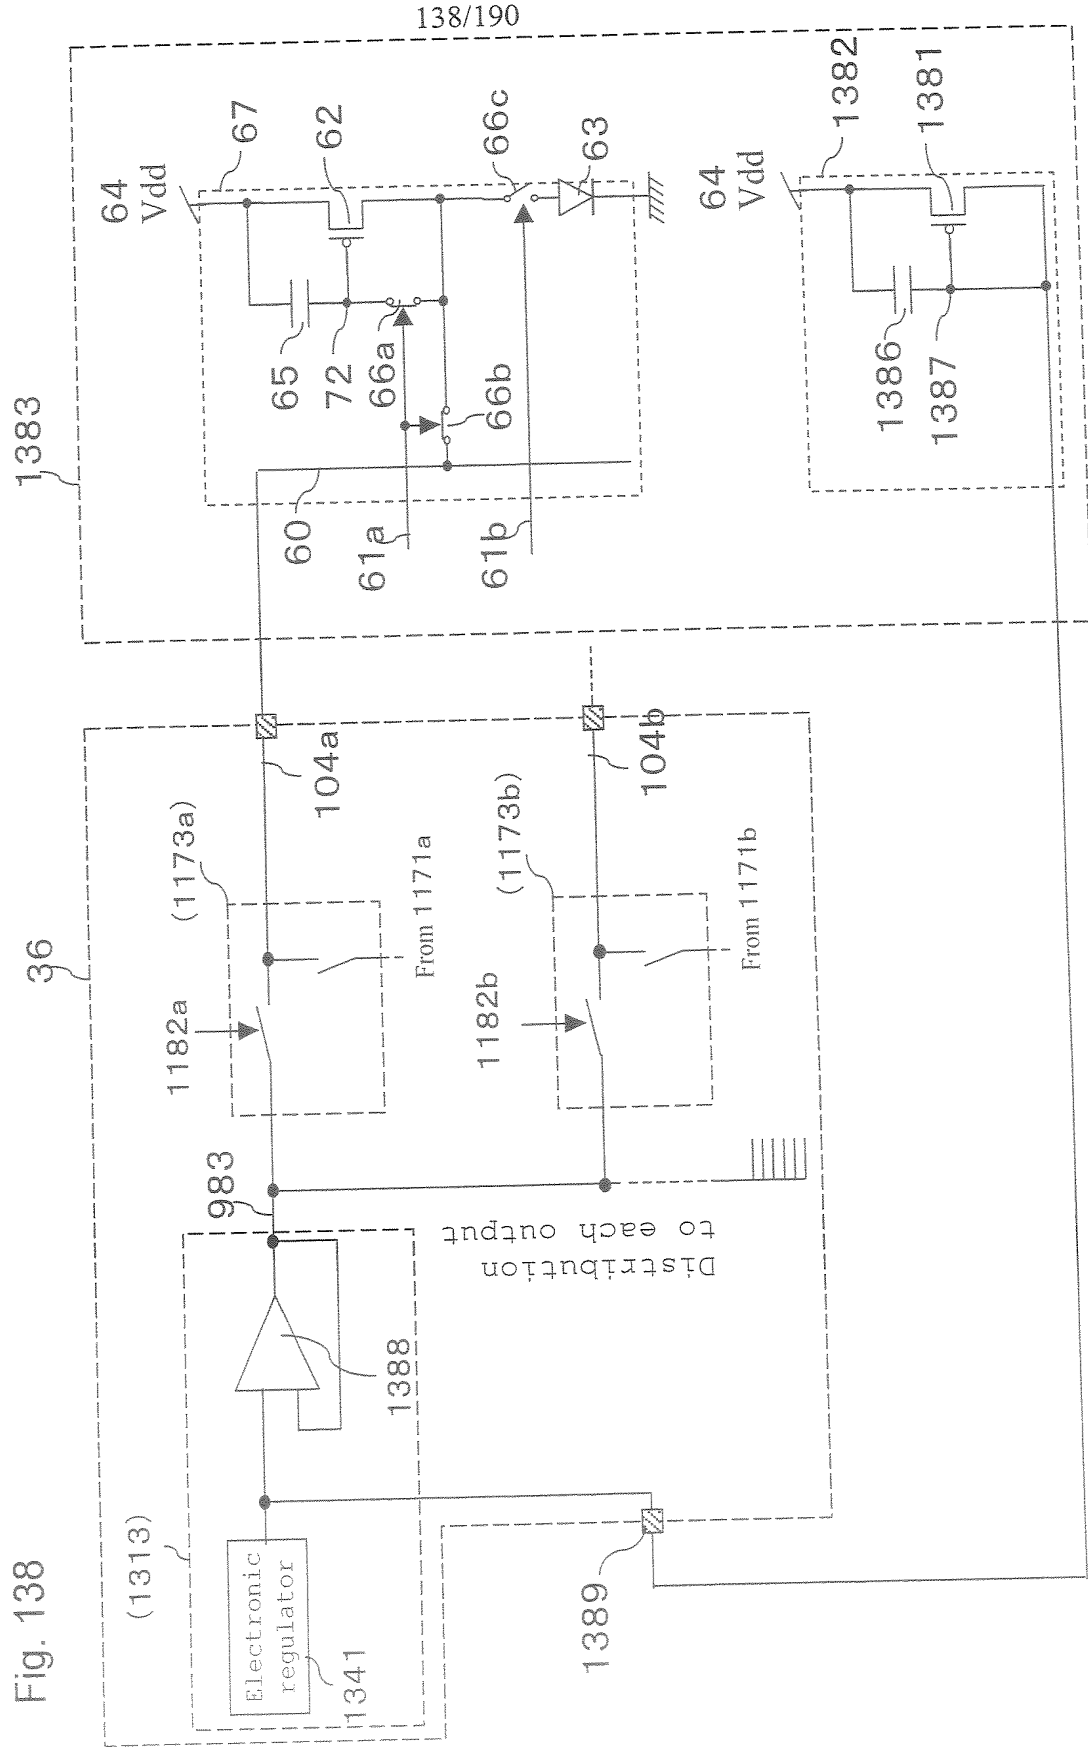 138/190
Fig. 138
36
(1313)
Electronic
regulator
1341
1388
983
1182a
(1173a)
From 1171a
104a
1182b
(1173b)
From 1171b
104b
Distribution
to each output
1389
1383
60
61a
61b
65
72
66a
66b
64
Vdd
67
62
66c
63
64
Vdd
1382
1381
1386
1387